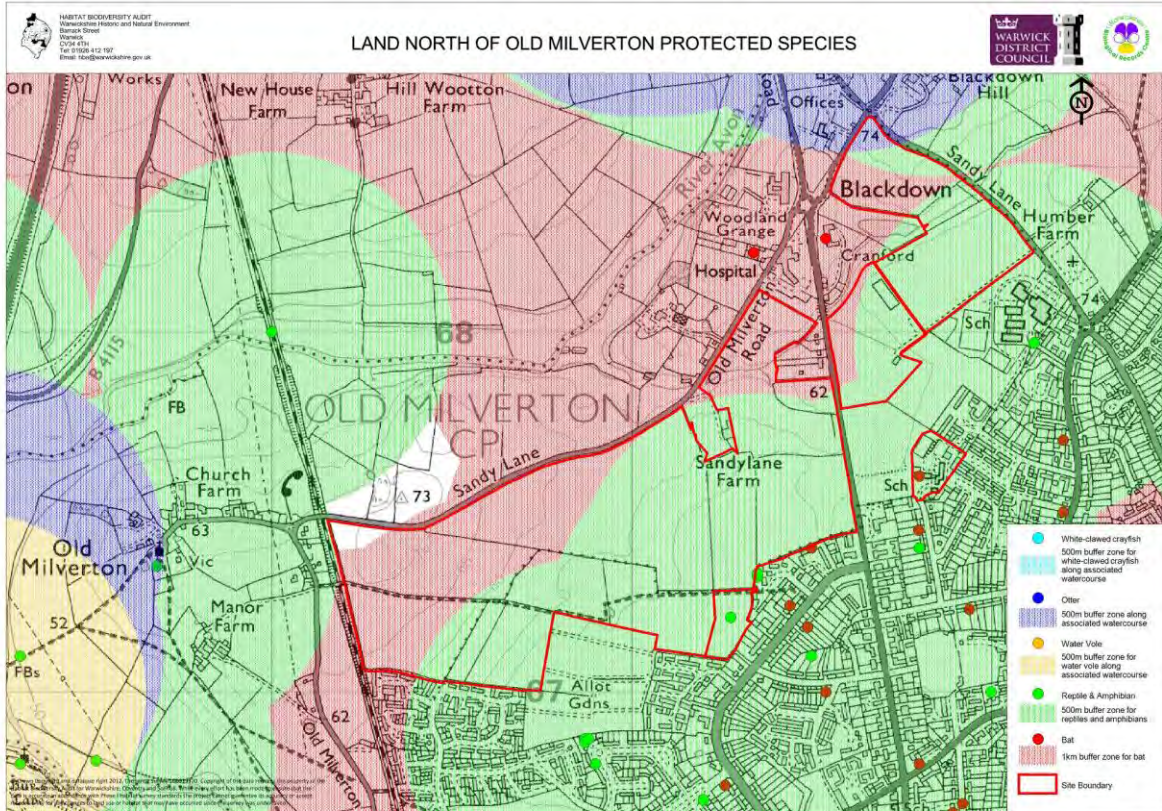 HABITAT BIODIVERSITY AUDIT
Warwickshire Historic and Natural Environment
Barrack Street
Warwick
CV34 4TH
Tel: 01926 412 197
Email: hba@warwickshire.gov.uk
LAND NORTH OF OLD MILVERTON PROTECTED SPECIES
WARWICK
DISTRICT
COUNCIL
Works
New House
Farm
Hill Wootton
Farm
River Avon
Road
Offices
Blackdown
Hill
N
74
Sandy Lane
Blackdown
Woodland
Grange
Humber
Farm
Cranford
Hospital
74
Old Milverton
Road
Sch
B 4115
68
62
FB
OLD MILVERTON
CP
Sandy Lane
Sandylane
Farm
Sch
Church
Farm
73
63
Old
Milverton
Vic
Manor
Farm
52
FBs
87
Allot
Gdns
62
Old Milverton
White-clawed crayfish
500m buffer zone for
white-clawed crayfish
along associated
watercourse
Otter
500m buffer zone along
associated watercourse
Water Vole
500m buffer zone for
water vole along
associated watercourse
Reptile & Amphibian
500m buffer zone for
reptiles and amphibians
Bat
1km buffer zone for bat
Site Boundary